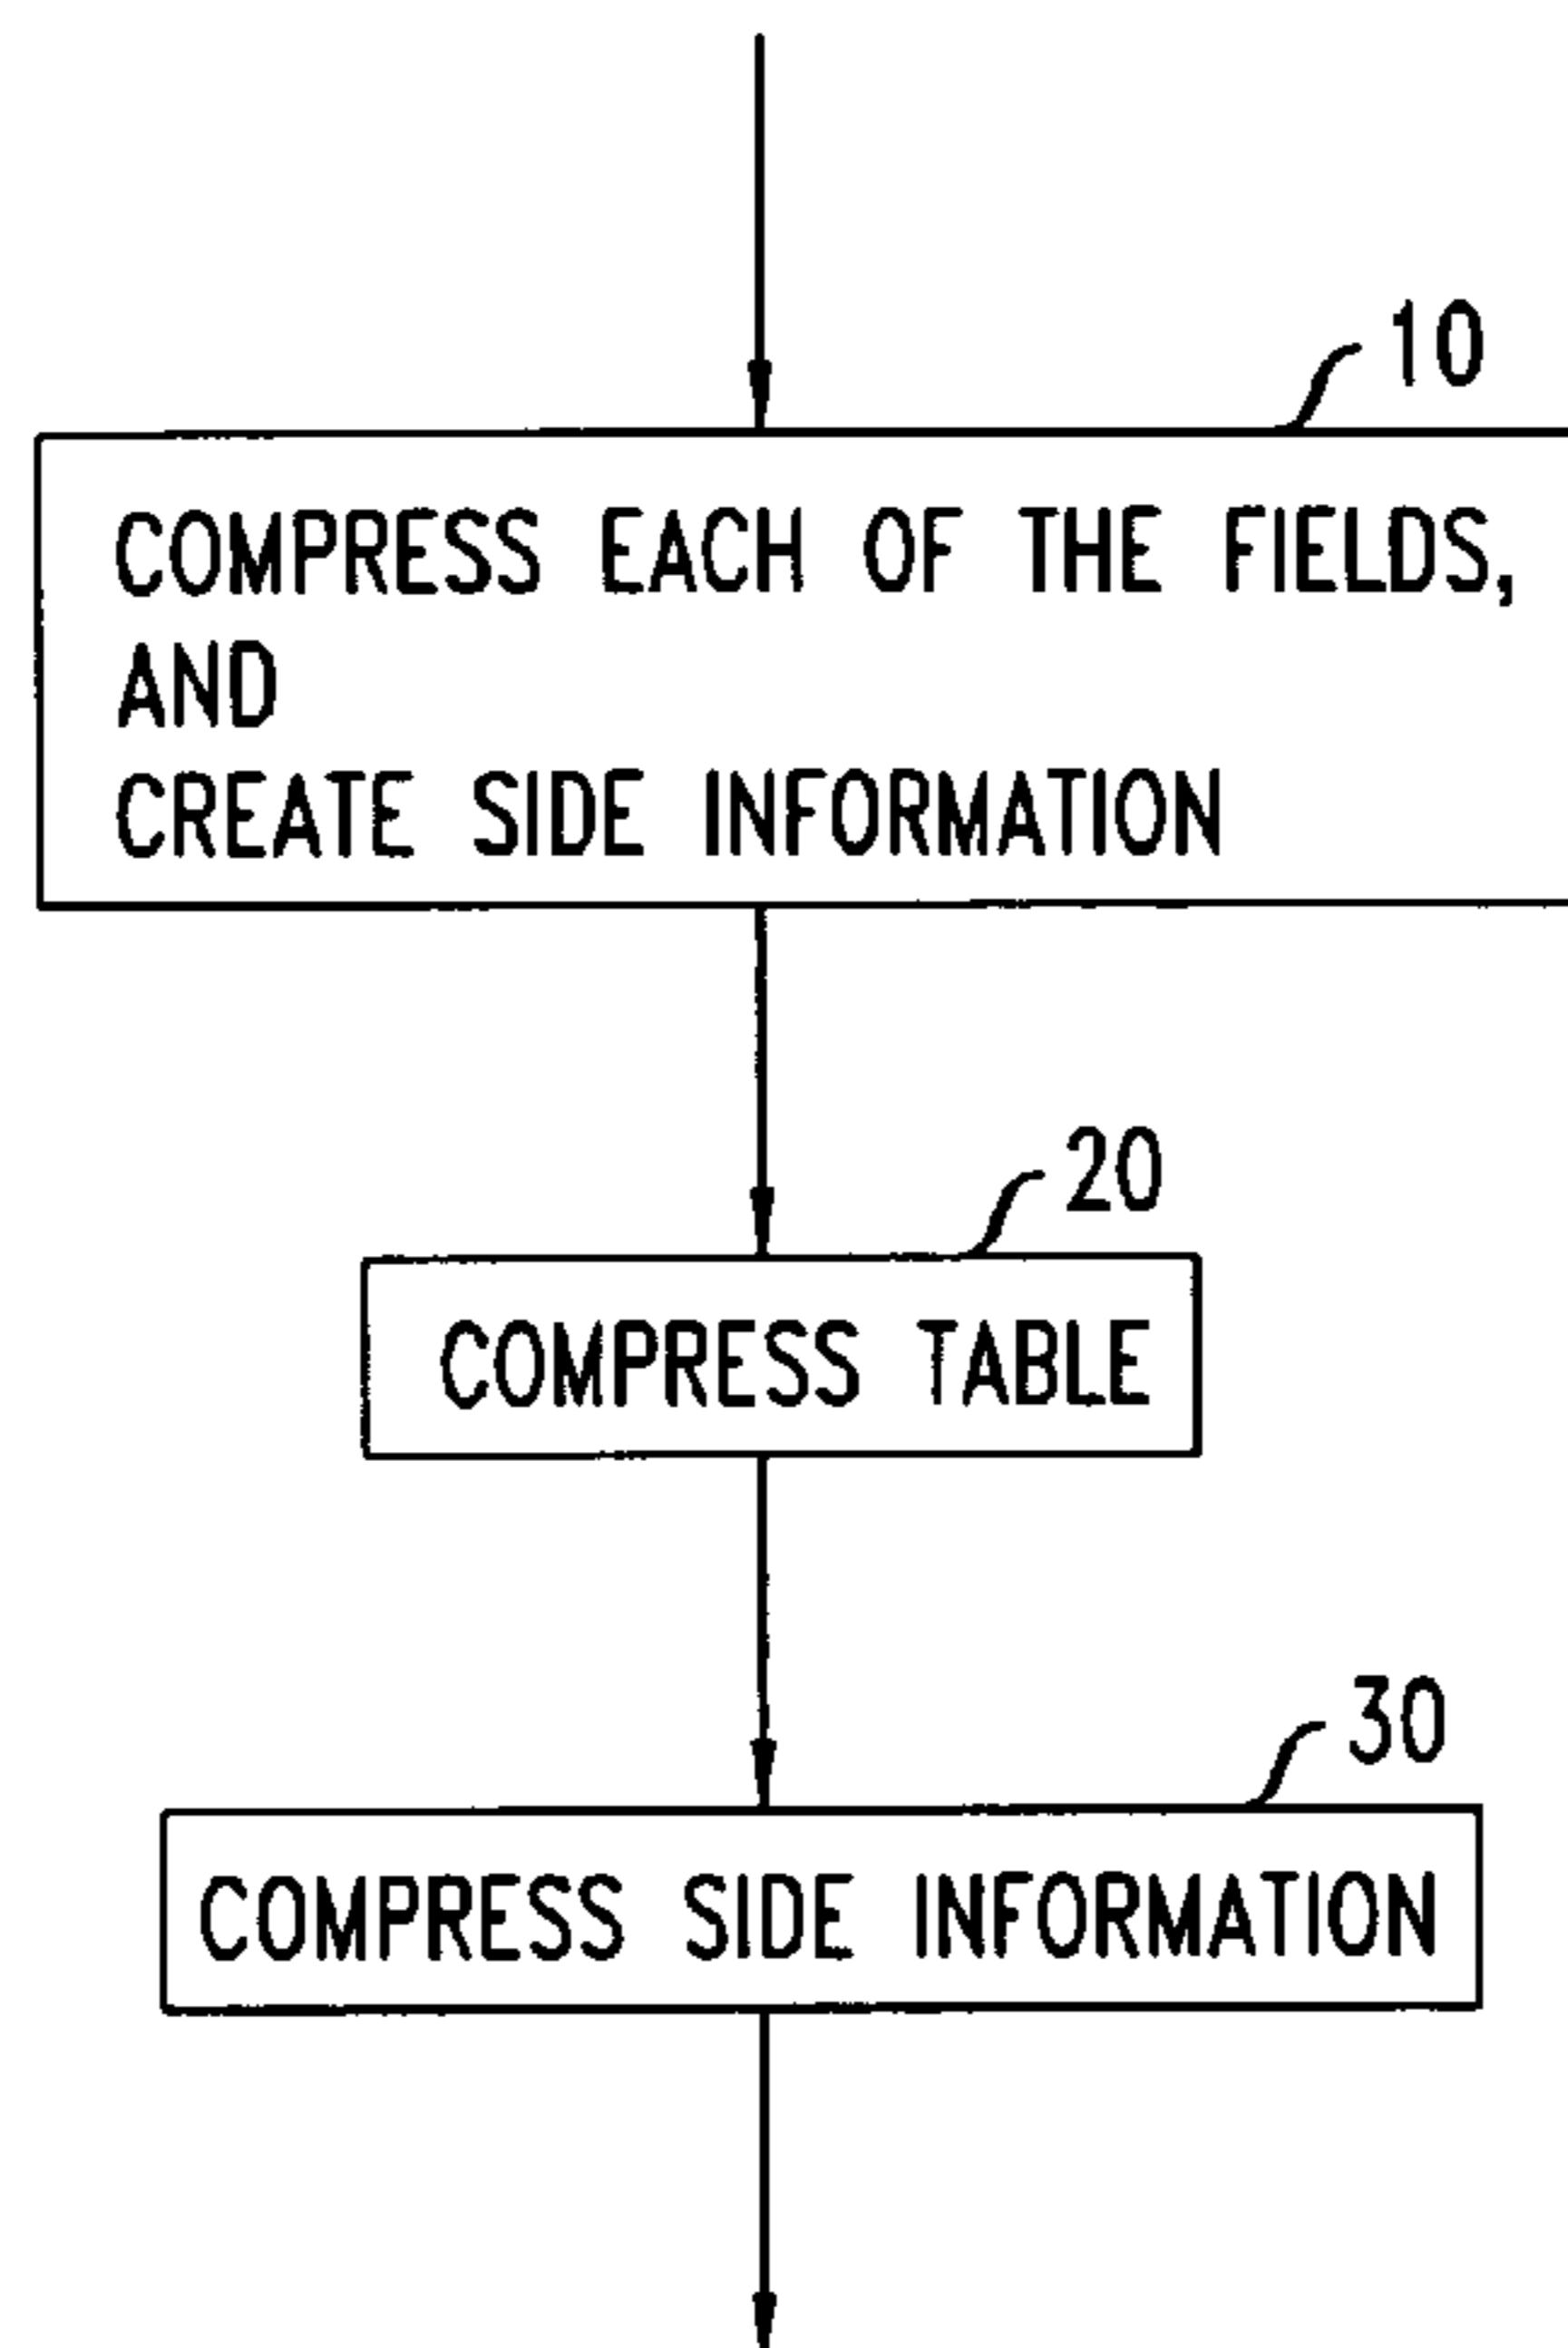 10
COMPRESS EACH OF THE FIELDS,
AND
CREATE SIDE INFORMATION
20
COMPRESS TABLE
30
COMPRESS SIDE INFORMATION